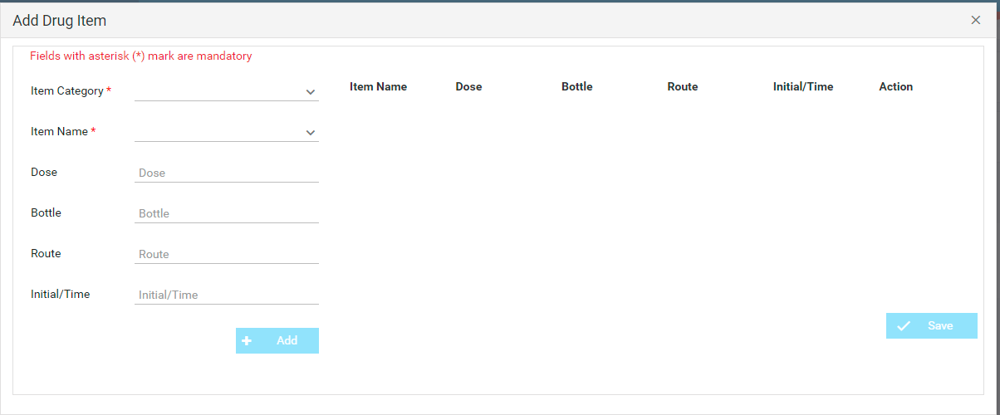 Add Drug Item
Fields with asterisk (*) mark are mandatory
Item Category *
Item Name *
Dose Dose
Bottle Bottle
Route Route
Initial/Time Initial/Time
Add
Item Name Dose Bottle Route Initial/Time Action
Save